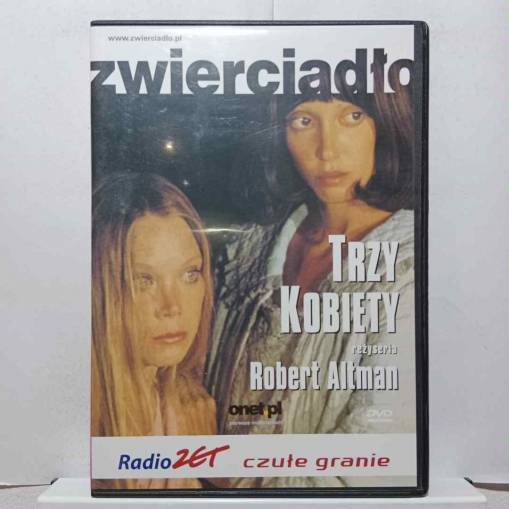 www.zwierciadlo.pl
zwierciadło
TRZY
KOBIETY
reżyseria
Robert Altman
onet pl
DVD
Radio ZET czułe granie